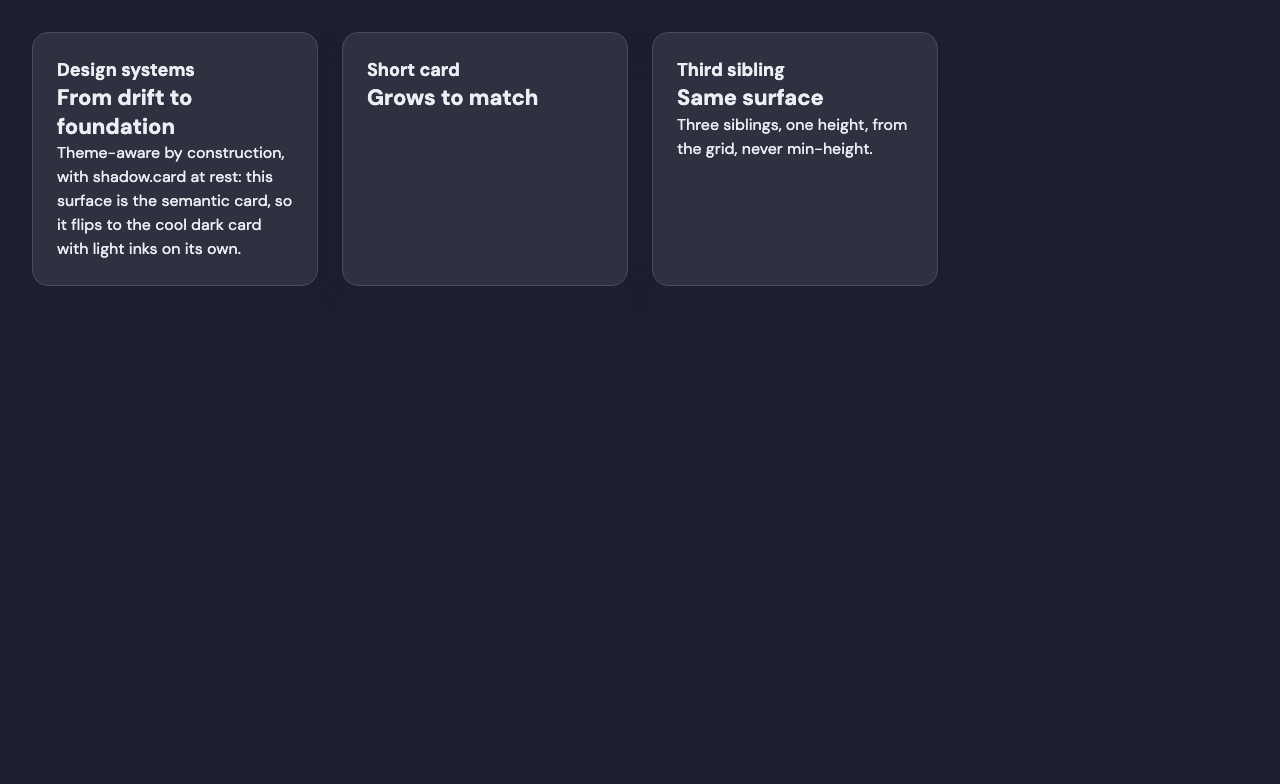 Design systems
From drift to
foundation
Theme-aware by construction,
with shadow.card at rest: this
surface is the semantic card, so
it flips to the cool dark card
with light inks on its own.
Short card
Grows to match
Third sibling
Same surface
Three siblings, one height, from
the grid, never min-height.